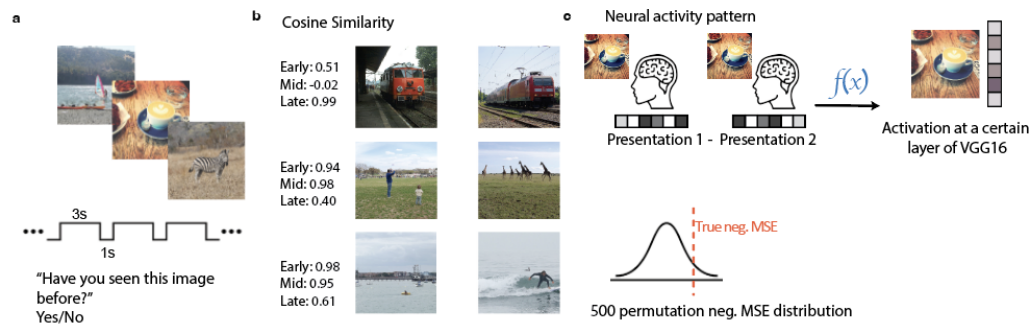 a
3s
1s
“Have you seen this image
before?”
Yes/No
b
Cosine Similarity
Early: 0.51
Mid: -0.02
Late: 0.99
Early: 0.94
Mid: 0.98
Late: 0.40
Early: 0.98
Mid: 0.95
Late: 0.61
c
Neural activity pattern
Presentation 1 - Presentation 2
f(x)
Activation at a certain
layer of VGG16
True neg. MSE
500 permutation neg. MSE distribution